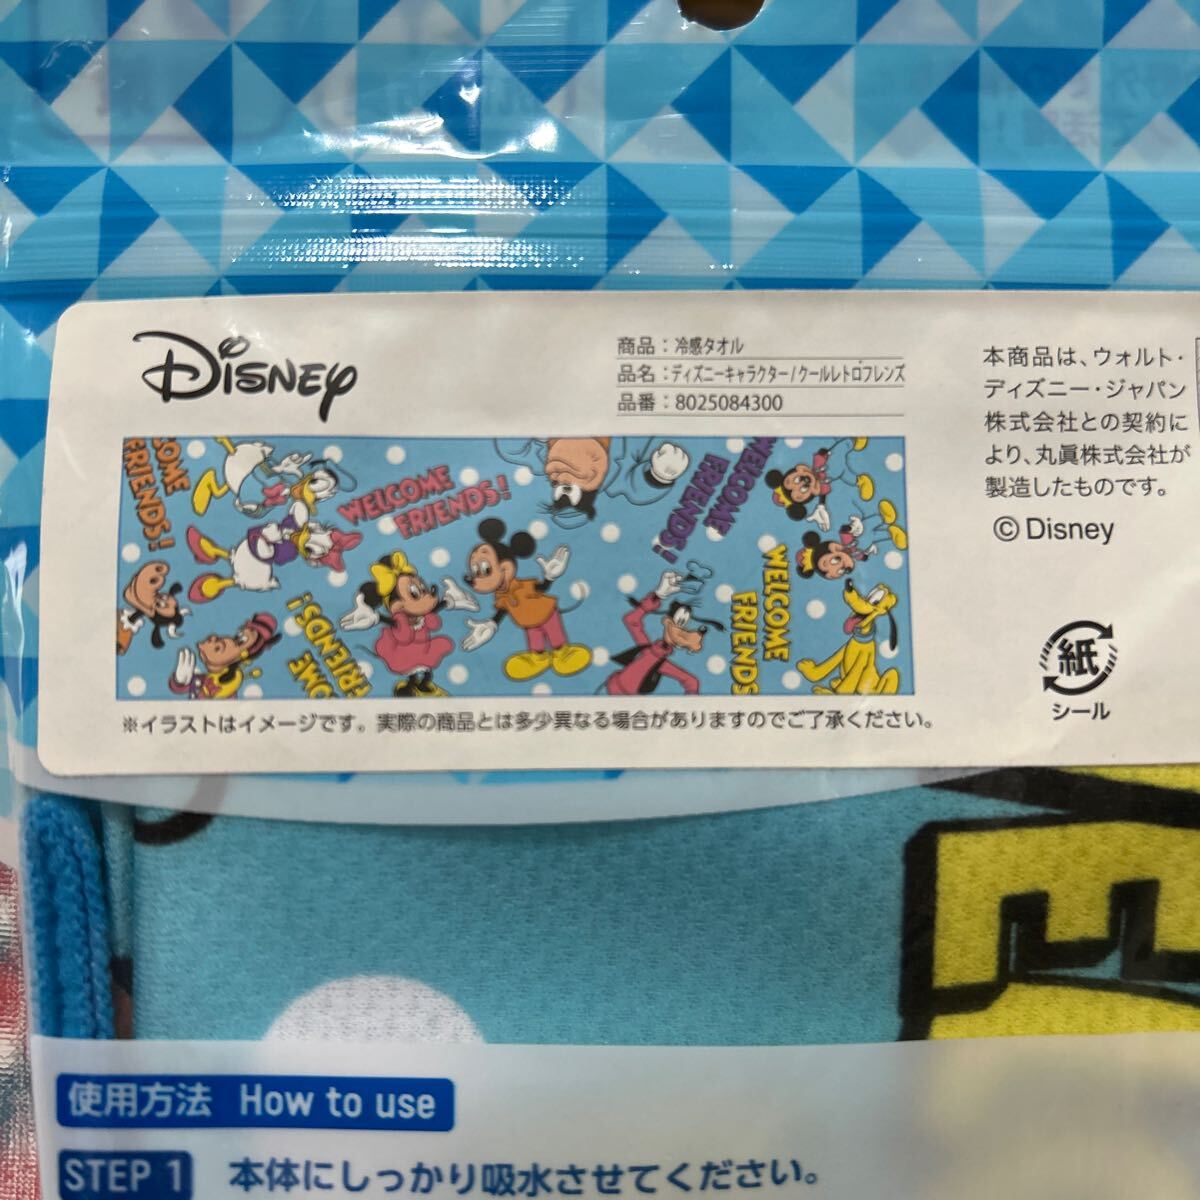 Disney
商品：冷感タオル
品名：ディズニーキャラクター/クールレトロフレンズ
品番：8025084300
本商品は、ウォルト・
ディズニー・ジャパン
株式会社との契約に
より、丸眞株式会社が
製造したものです。
© Disney
紙
シール
COME
FRIENDS!
WELCOME
FRIENDS!
WELCOME
FRIENDS!
WELCOME
FRIENDS
COME
FRIENDS!
※イラストはイメージです。実際の商品とは多少異なる場合がありますのでご了承ください。
使用方法 How to use
STEP 1 本体にしっかり吸水させてください。